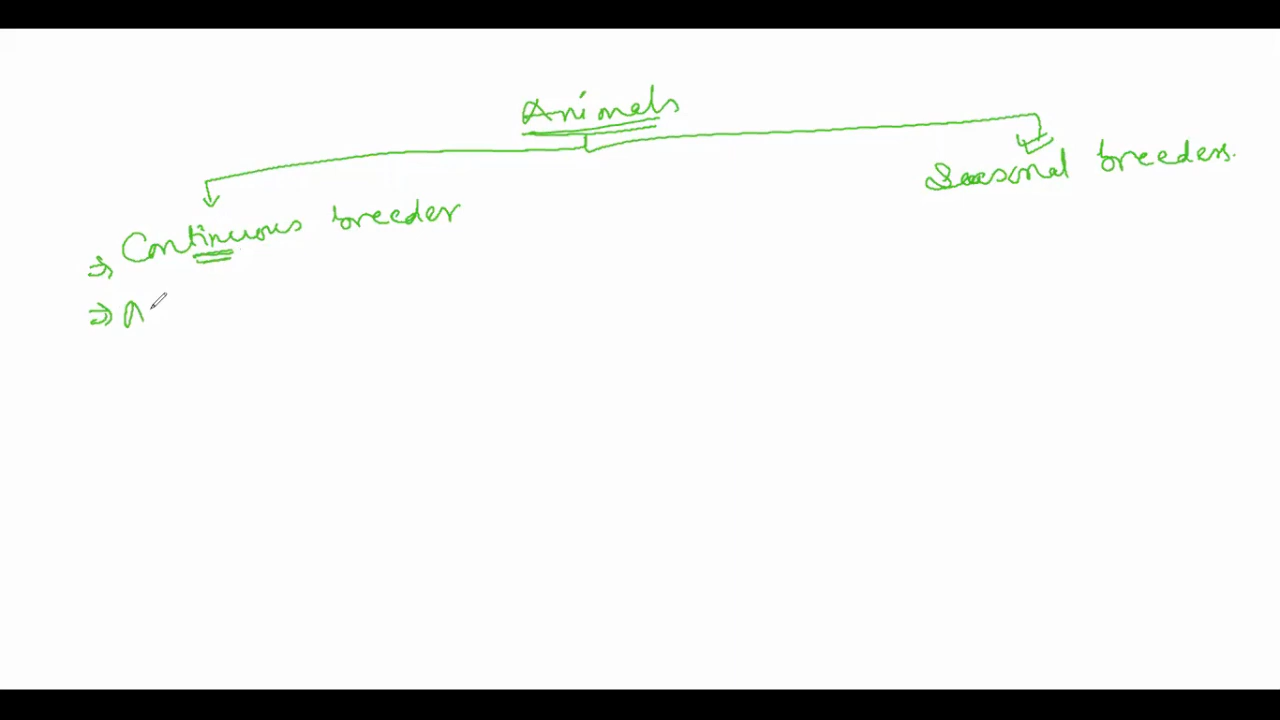 Animals
Seasonal breeders.
⇒ Continuous breeder
⇒ A